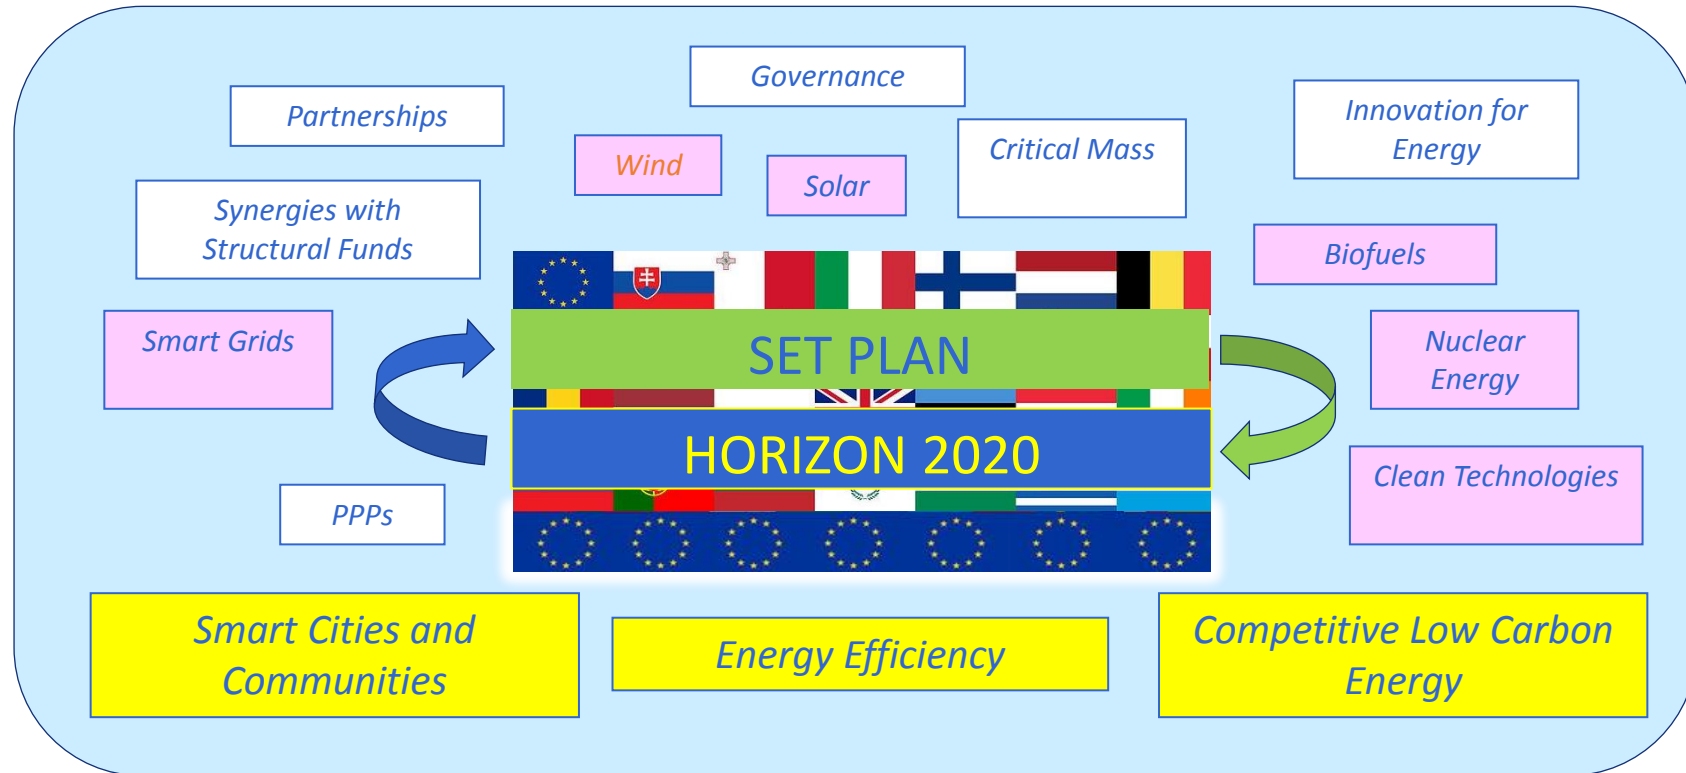 Governance
Partnerships
Innovation for
Energy
Critical Mass
Wind
Solar
Synergies with
Structural Funds
Biofuels
Smart Grids
SET PLAN
Nuclear
Energy
HORIZON 2020
Clean Technologies
PPPs
Smart Cities and
Communities
Energy Efficiency
Competitive Low Carbon
Energy